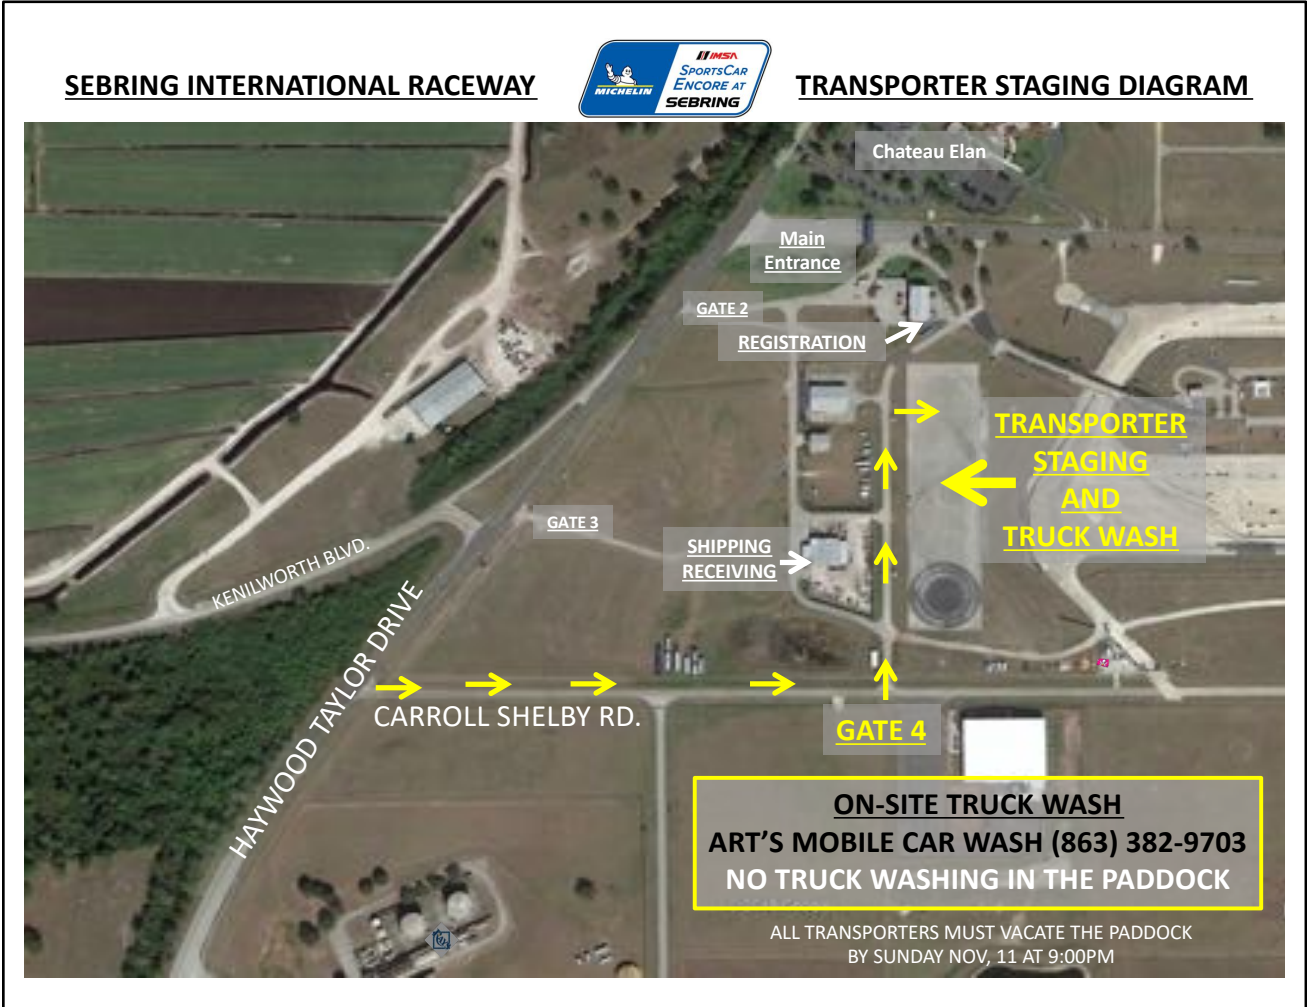 SEBRING INTERNATIONAL RACEWAY
IMSA
SPORTSCAR
ENCORE AT
SEBRING
MICHELIN
TRANSPORTER STAGING DIAGRAM
Chateau Elan
Main
Entrance
GATE 2
REGISTRATION
TRANSPORTER
STAGING
AND
TRUCK WASH
GATE 3
SHIPPING
RECEIVING
KENILWORTH BLVD.
HAYWOOD TAYLOR DRIVE
CARROLL SHELBY RD.
GATE 4
ON-SITE TRUCK WASH
ART'S MOBILE CAR WASH (863) 382-9703
NO TRUCK WASHING IN THE PADDOCK
ALL TRANSPORTERS MUST VACATE THE PADDOCK
BY SUNDAY NOV, 11 AT 9:00PM